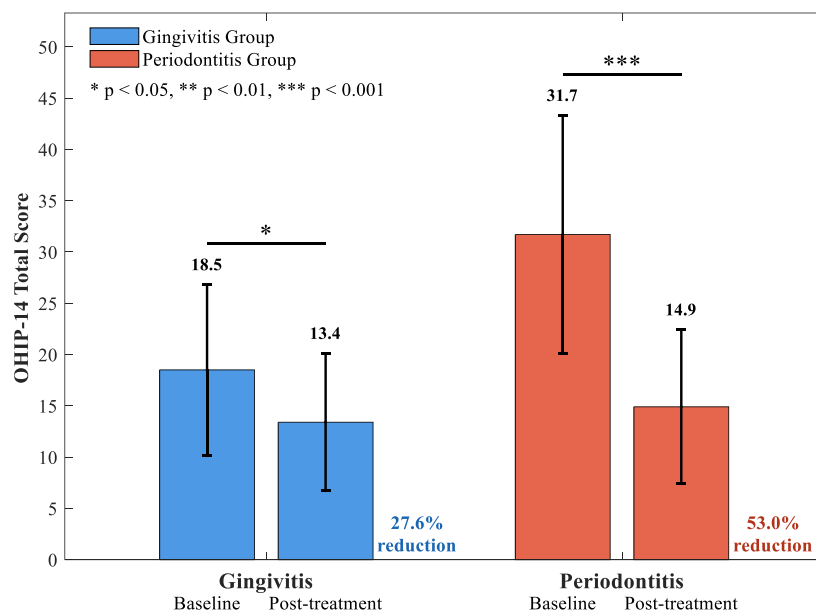 Gingivitis Group
Periodontitis Group
* p < 0.05, ** p < 0.01, *** p < 0.001
OHIP-14 Total Score
50
45
40
35
30
25
20
15
10
5
0
*
18.5
13.4
***
31.7
14.9
27.6%
reduction
53.0%
reduction
Gingivitis
Periodontitis
Baseline Post-treatment
Baseline Post-treatment